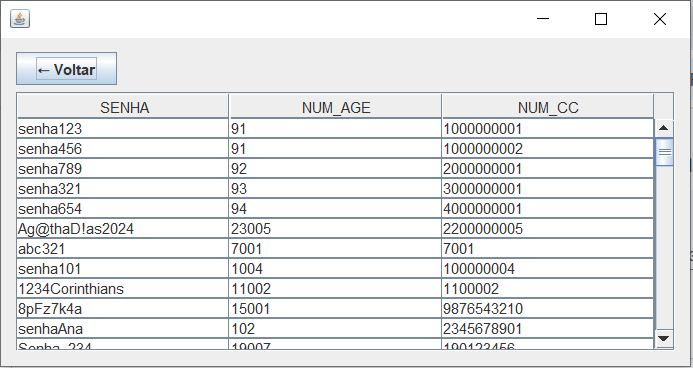 ← Voltar
SENHA NUM_AGE NUM_CC
senha123 91 1000000001
senha456 91 1000000002
senha789 92 2000000001
senha321 93 3000000001
senha654 94 4000000001
Ag@thaD!as2024 23005 2200000005
abc321 7001 7001
senha101 1004 100000004
1234Corinthians 11002 1100002
8pFz7k4a 15001 9876543210
senhaAna 102 2345678901
Senha_234 19007 190123456